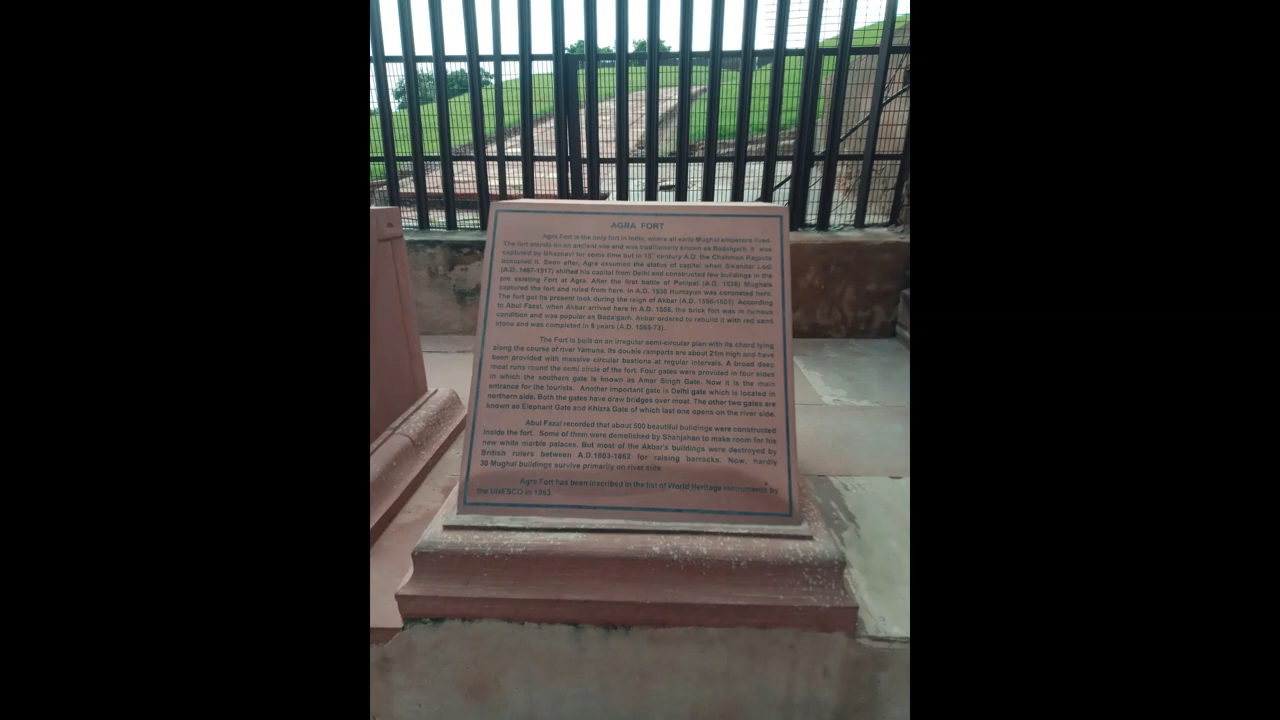 AGRA FORT
Agra Fort is the only fort in India, where all early Mughal emperors lived.
The fort stands on an ancient site and was traditionally known as Badalgarh. It was
captured by Ghaznavi for some time but in 15th century A.D. the Chahman Rajputs
occupied it. Soon after, Agra assumed the status of capital when Sikandar Lodi
(A.D. 1487-1517) shifted his capital from Delhi and constructed few buildings in the
pre existing Fort at Agra. After the first battle of Panipat (A.D. 1526) Mughals
captured the fort and ruled from here. In A.D. 1530 Humayun was coronated here.
The fort got its present look during the reign of Akbar (A.D. 1556-1605). According
to Abul Fazal, when Akbar arrived here in A.D. 1558, the brick fort was in ruinous
condition and was popular as Badalgarh. Akbar ordered to rebuild it with red sand
stone and was completed in 8 years (A.D. -73).
The Fort is built on an irregular semi-circular plan with its chord lying
along the course of river Yamuna. Its double ramparts are about 21m high and have
been provided with massive circular bastions at regular intervals. A broad deep
moat runs round the semi circle of the fort. Four gates were provided in four sides
in which the southern gate is known as Amar Singh Gate. Now it is the main
entrance for the tourists. Another important gate is Delhi gate which is located in
northern side. Both the gates have draw bridges over moat. The other two gates are
known as Elephant Gate and Khizra Gate of which last one opens on the river side.
Abul Fazal recorded that about 500 beautiful buildings were constructed
inside the fort. Some of them were demolished by Shahjahan to make room for his
new white marble palaces. But most of the Akbar's buildings were destroyed by
British rulers between A.D.1803-1862 for raising barracks. Now, hardly
30 Mughal buildings survive primarily on river side.
Agra Fort has been inscribed in the list of World Heritage monuments by
the UNESCO in 1983.